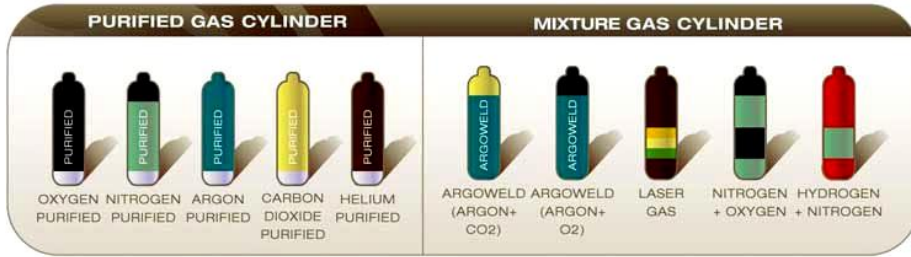 PURIFIED GAS CYLINDER
MIXTURE GAS CYLINDER
PURIFIED
PURIFIED
PURIFIED
PURIFIED
PURIFIED
ARGOWELD
ARGOWELD
OXYGEN
PURIFIED
NITROGEN
PURIFIED
ARGON
PURIFIED
CARBON
DIOXIDE
PURIFIED
HELIUM
PURIFIED
ARGOWELD
(ARGON+
CO2)
ARGOWELD
(ARGON+
O2)
LASER
GAS
NITROGEN
+ OXYGEN
HYDROGEN
+ NITROGEN